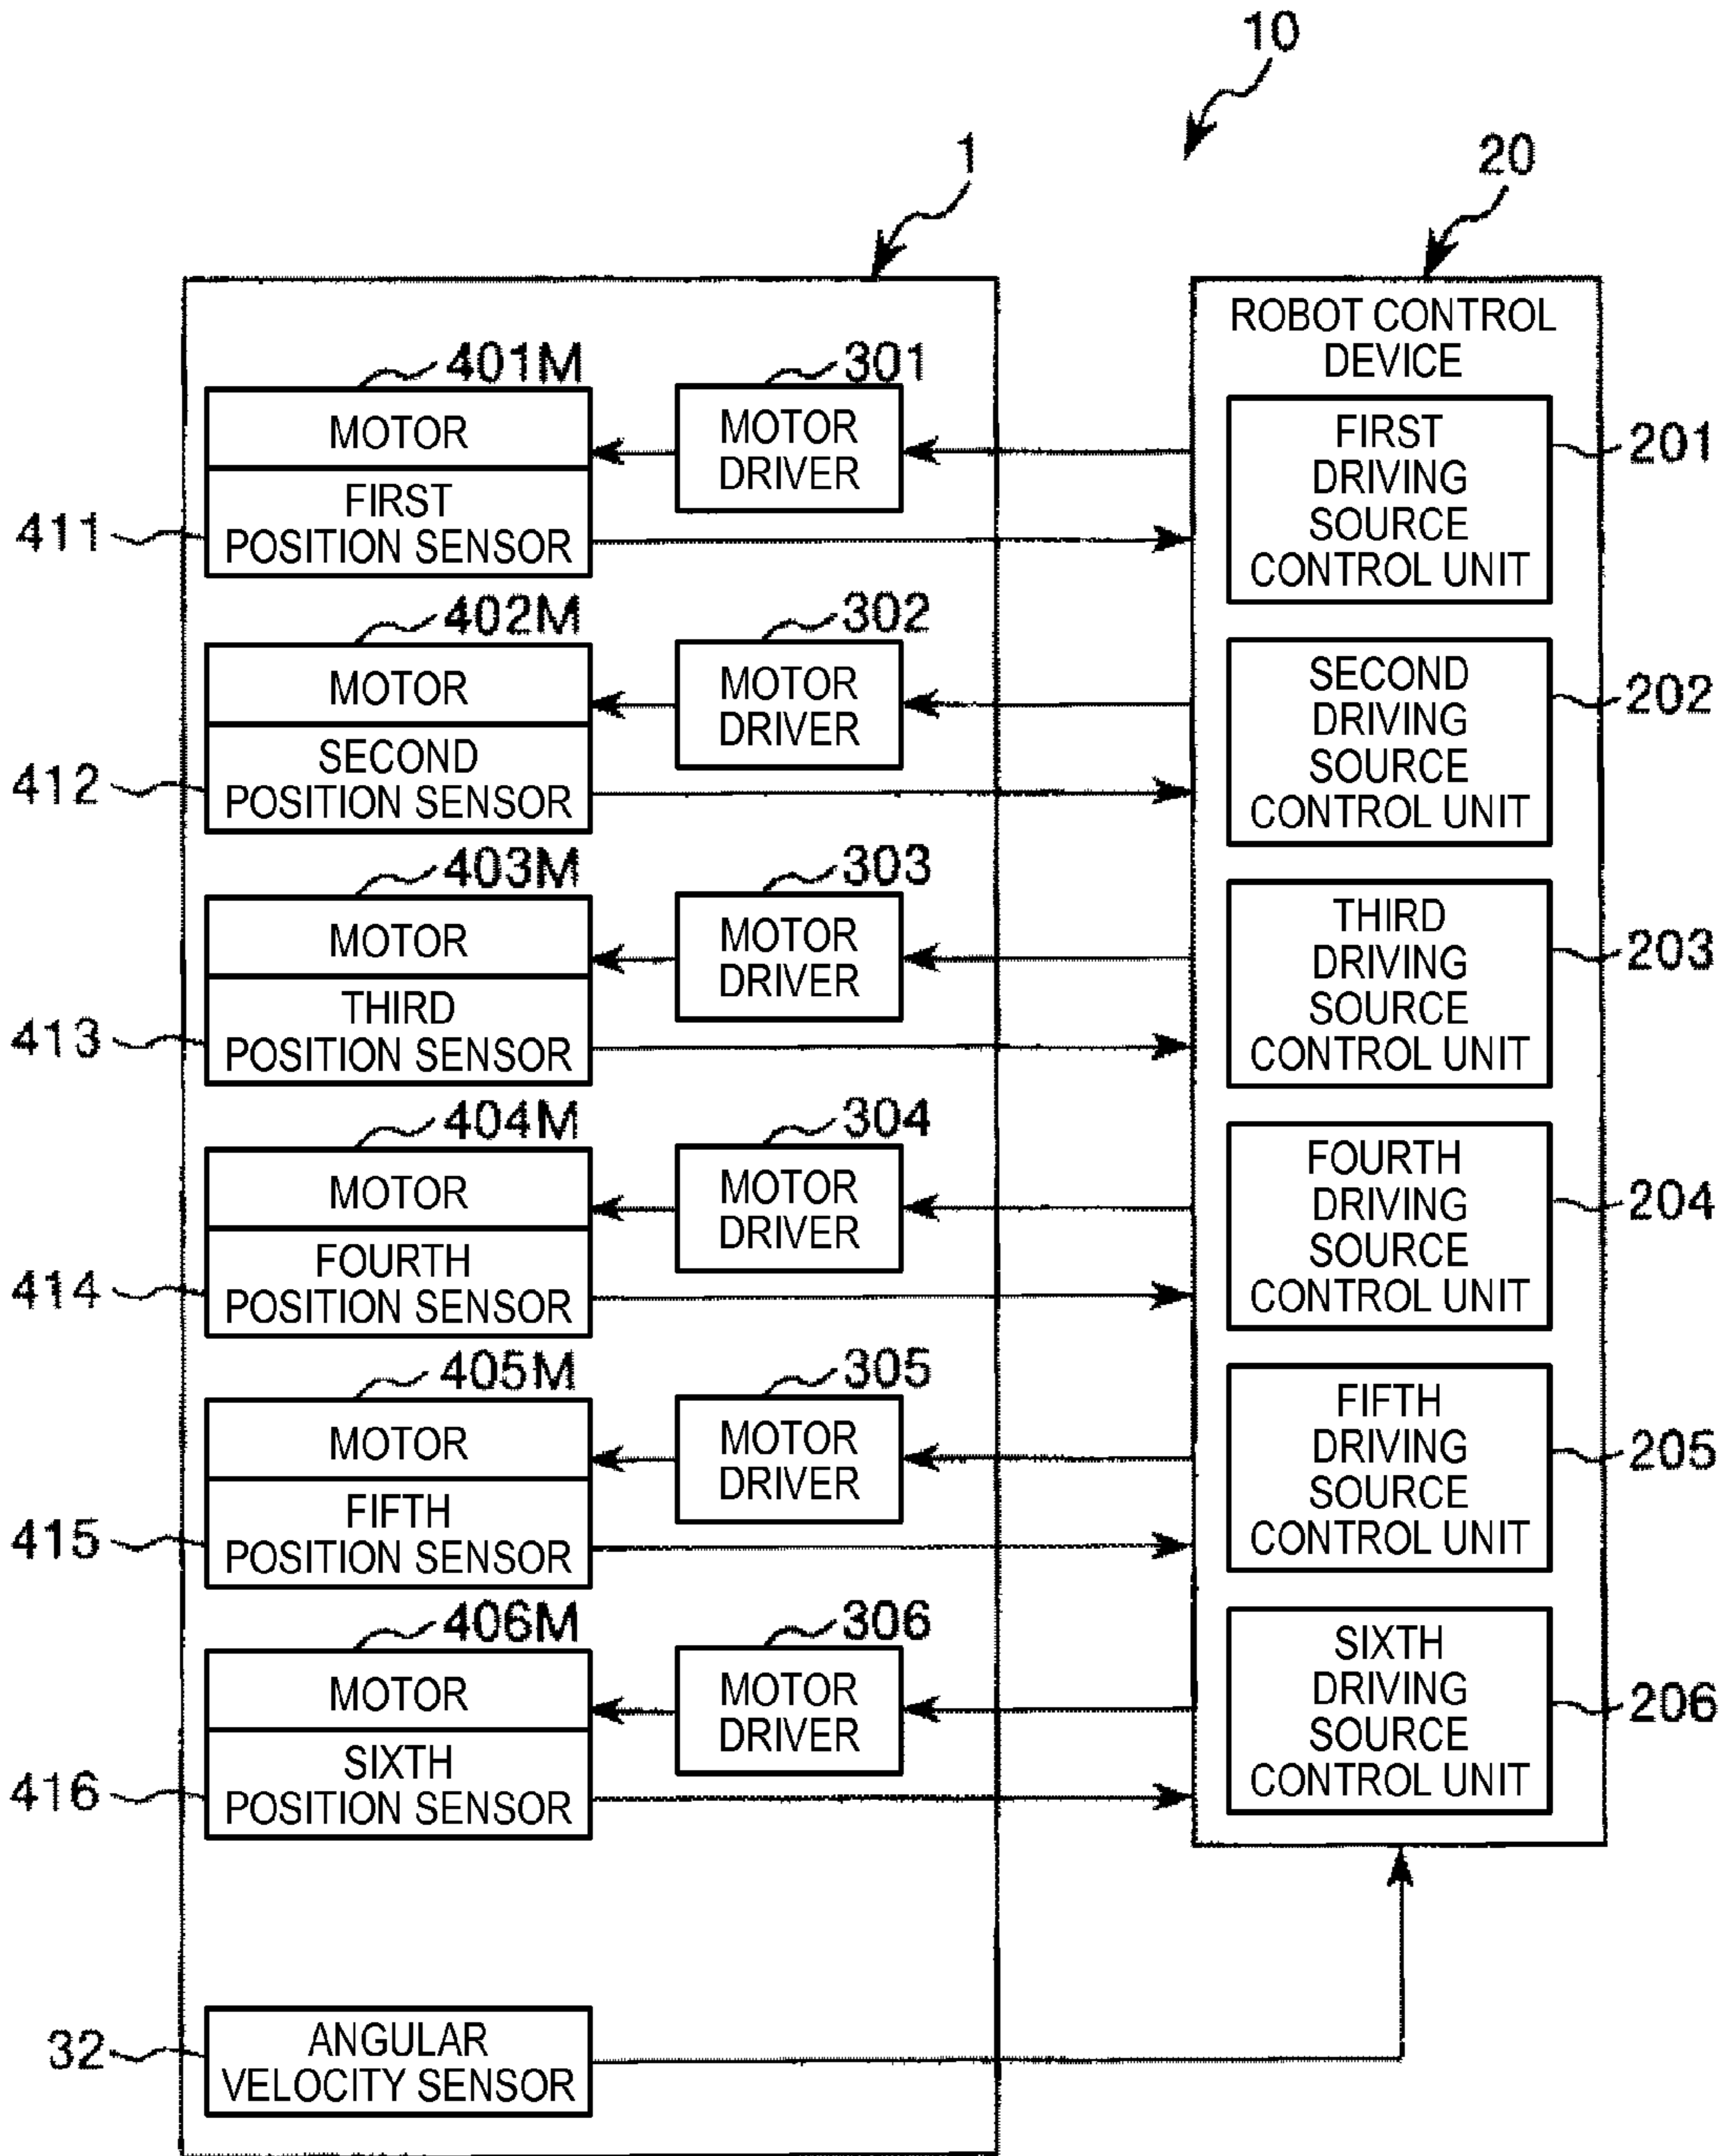 10
1
20
ROBOT CONTROL
DEVICE
401M
301
MOTOR
MOTOR
DRIVER
FIRST
POSITION SENSOR
411
FIRST
DRIVING
SOURCE
CONTROL UNIT
201
402M
302
MOTOR
MOTOR
DRIVER
SECOND
POSITION SENSOR
412
SECOND
DRIVING
SOURCE
CONTROL UNIT
202
403M
303
MOTOR
MOTOR
DRIVER
THIRD
POSITION SENSOR
413
THIRD
DRIVING
SOURCE
CONTROL UNIT
203
404M
304
MOTOR
MOTOR
DRIVER
FOURTH
POSITION SENSOR
414
FOURTH
DRIVING
SOURCE
CONTROL UNIT
204
405M
305
MOTOR
MOTOR
DRIVER
FIFTH
POSITION SENSOR
415
FIFTH
DRIVING
SOURCE
CONTROL UNIT
205
406M
306
MOTOR
MOTOR
DRIVER
SIXTH
POSITION SENSOR
416
SIXTH
DRIVING
SOURCE
CONTROL UNIT
206
32
ANGULAR
VELOCITY SENSOR